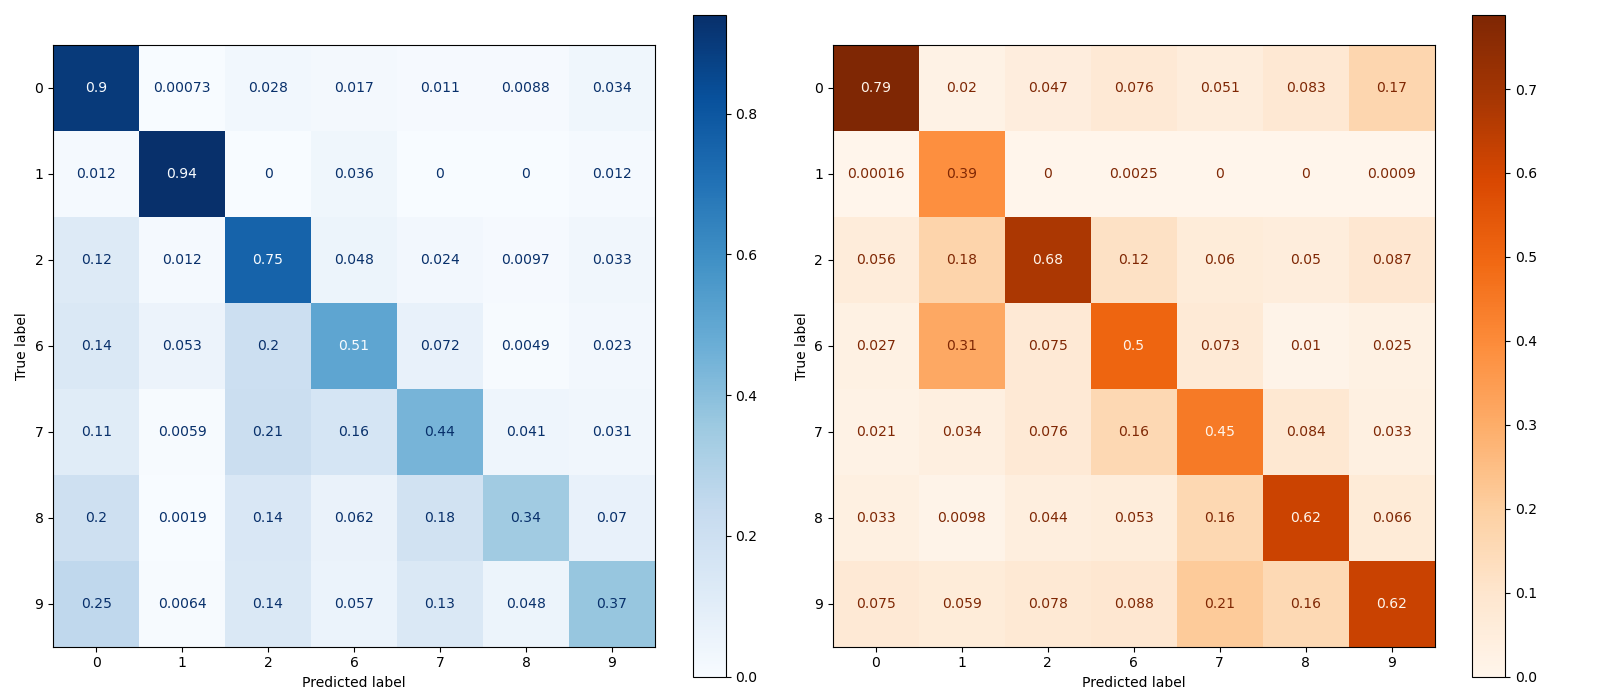 0 0.9 0.00073 0.028 0.017 0.011 0.0088 0.034
1 0.012 0.94 0 0.036 0 0 0.012
2 0.12 0.012 0.75 0.048 0.024 0.0097 0.033
6 0.14 0.053 0.2 0.51 0.072 0.0049 0.023
7 0.11 0.0059 0.21 0.16 0.44 0.041 0.031
8 0.2 0.0019 0.14 0.062 0.18 0.34 0.07
9 0.25 0.0064 0.14 0.057 0.13 0.048 0.37
0 1 2 6 7 8 9
True label
Predicted label
0.8
0.6
0.4
0.2
0.0
0 0.79 0.02 0.047 0.076 0.051 0.083 0.17
1 0.00016 0.39 0 0.0025 0 0 0.0009
2 0.056 0.18 0.68 0.12 0.06 0.05 0.087
6 0.027 0.31 0.075 0.5 0.073 0.01 0.025
7 0.021 0.034 0.076 0.16 0.45 0.084 0.033
8 0.033 0.0098 0.044 0.053 0.16 0.62 0.066
9 0.075 0.059 0.078 0.088 0.21 0.16 0.62
0 1 2 6 7 8 9
True label
Predicted label
0.7
0.6
0.5
0.4
0.3
0.2
0.1
0.0